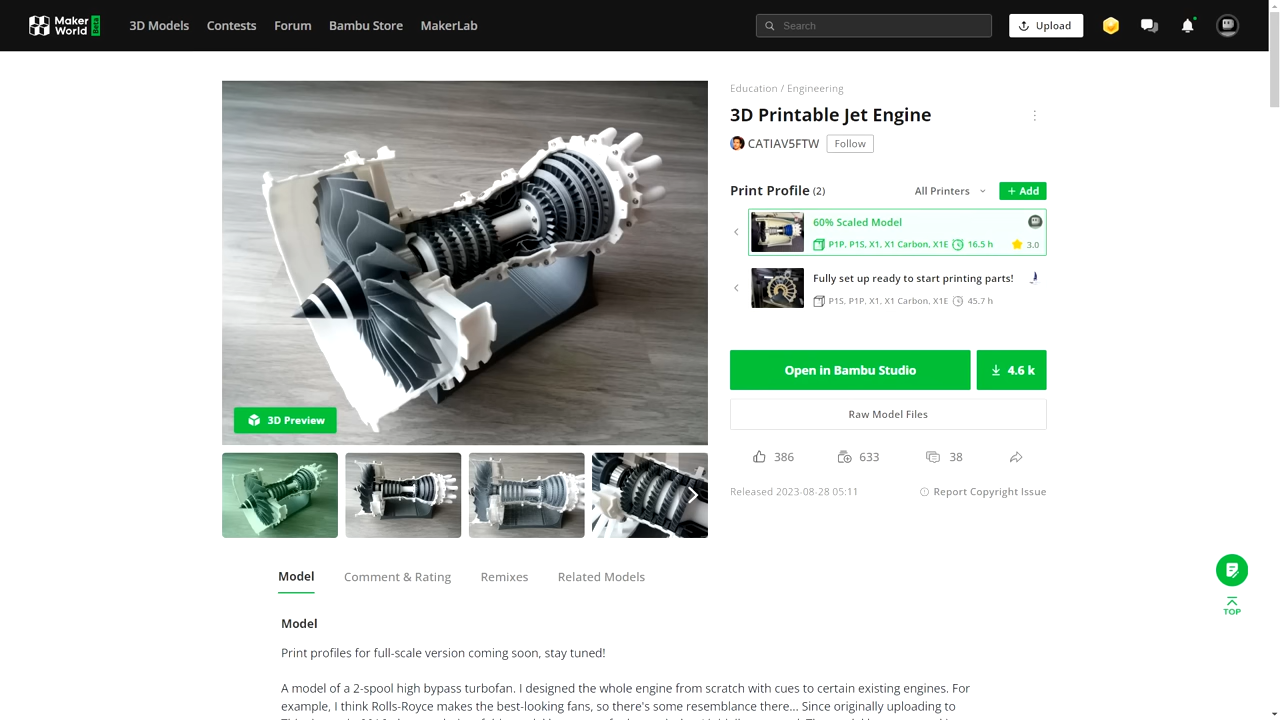 Maker World Beta
3D Models Contests Forum Bambu Store MakerLab Search Upload
Education / Engineering
3D Printable Jet Engine
CATIAV5FTW Follow
Print Profile (2) All Printers + Add
60% Scaled Model
P1P, P1S, X1, X1 Carbon, X1E 16.5 h 3.0
Fully set up ready to start printing parts!
P1S, P1P, X1, X1 Carbon, X1E 45.7 h
Open in Bambu Studio 4.6 k
Raw Model Files
3D Preview
386 633 38
Released 2023-08-28 05:11 Report Copyright Issue
Model Comment & Rating Remixes Related Models
TOP
Model
Print profiles for full-scale version coming soon, stay tuned!
A model of a 2-spool high bypass turbofan. I designed the whole engine from scratch with cues to certain existing engines. For
example, I think Rolls-Royce makes the best-looking fans, so there's some resemblance there... Since originally uploading to